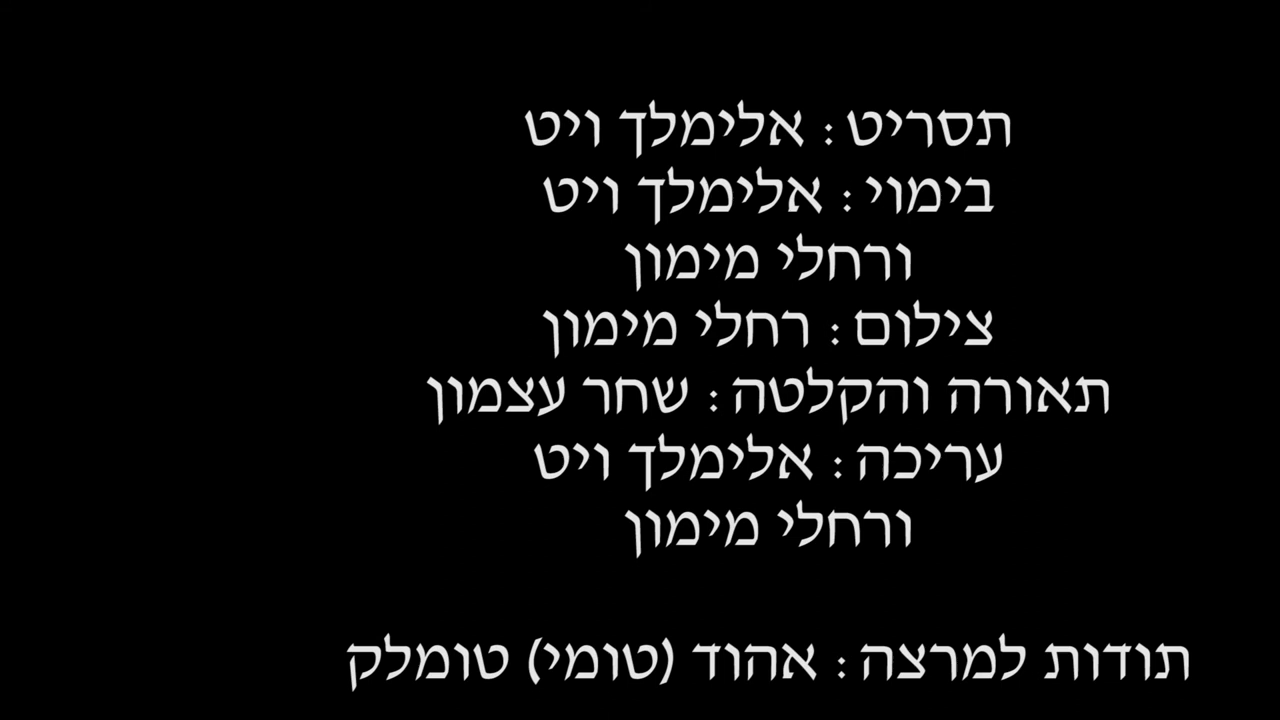 תסריט : אלימלך ויט
בימוי : אלימלך ויט
ורחלי מימון
צילום : רחלי מימון
תאורה והקלטה : שחר עצמון
עריכה : אלימלך ויט
ורחלי מימון
תודות למרצה : אהוד (טומי) טומלק